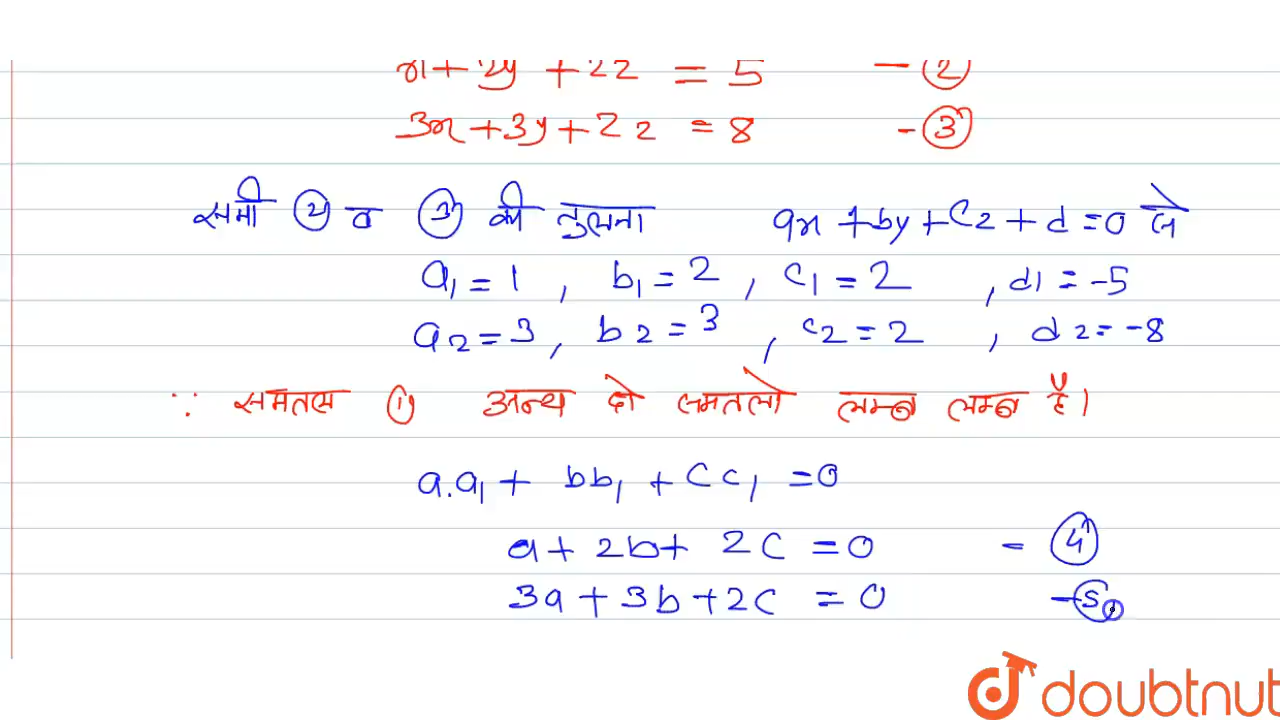 x + 2y + 2z = 5 - ②
3x + 3y + 2z = 8 - ③
समी ② व ③ की तुलना ax + by + cz + d = 0 से
a₁ = 1 , b₁ = 2 , c₁ = 2 , d₁ = -5
a₂ = 3 , b₂ = 3 , c₂ = 2 , d₂ = -8
∵ समतल ① अन्य दो समतलो लम्ब लम्ब है।
a.a₁ + bb₁ + Cc₁ = 0
a + 2b + 2c = 0 - ④
3a + 3b + 2c = 0 - ⑤
doubtnut